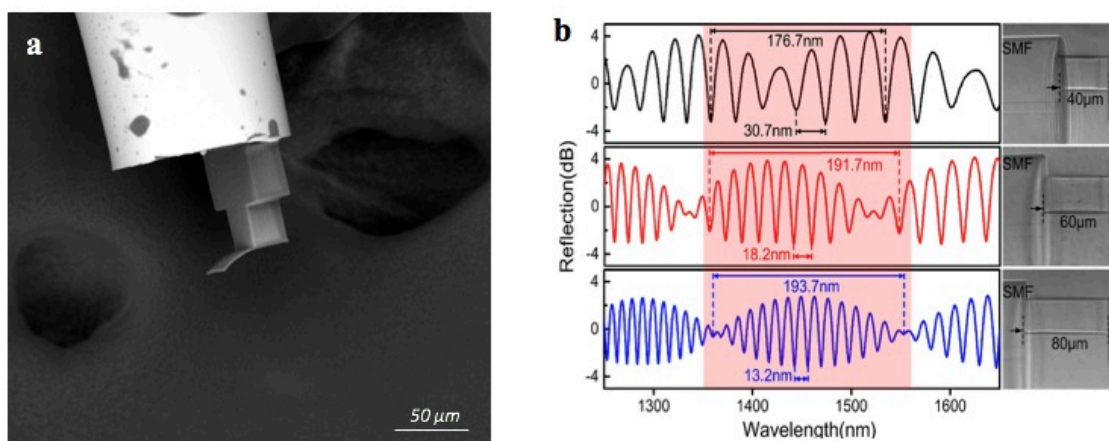 a
50 µm
b
Reflection(dB)
4
0
-4
176.7nm
30.7nm
SMF
40µm
4
0
-4
191.7nm
18.2nm
SMF
60µm
4
0
-4
193.7nm
13.2nm
SMF
80µm
1300
1400
1500
1600
Wavelength(nm)